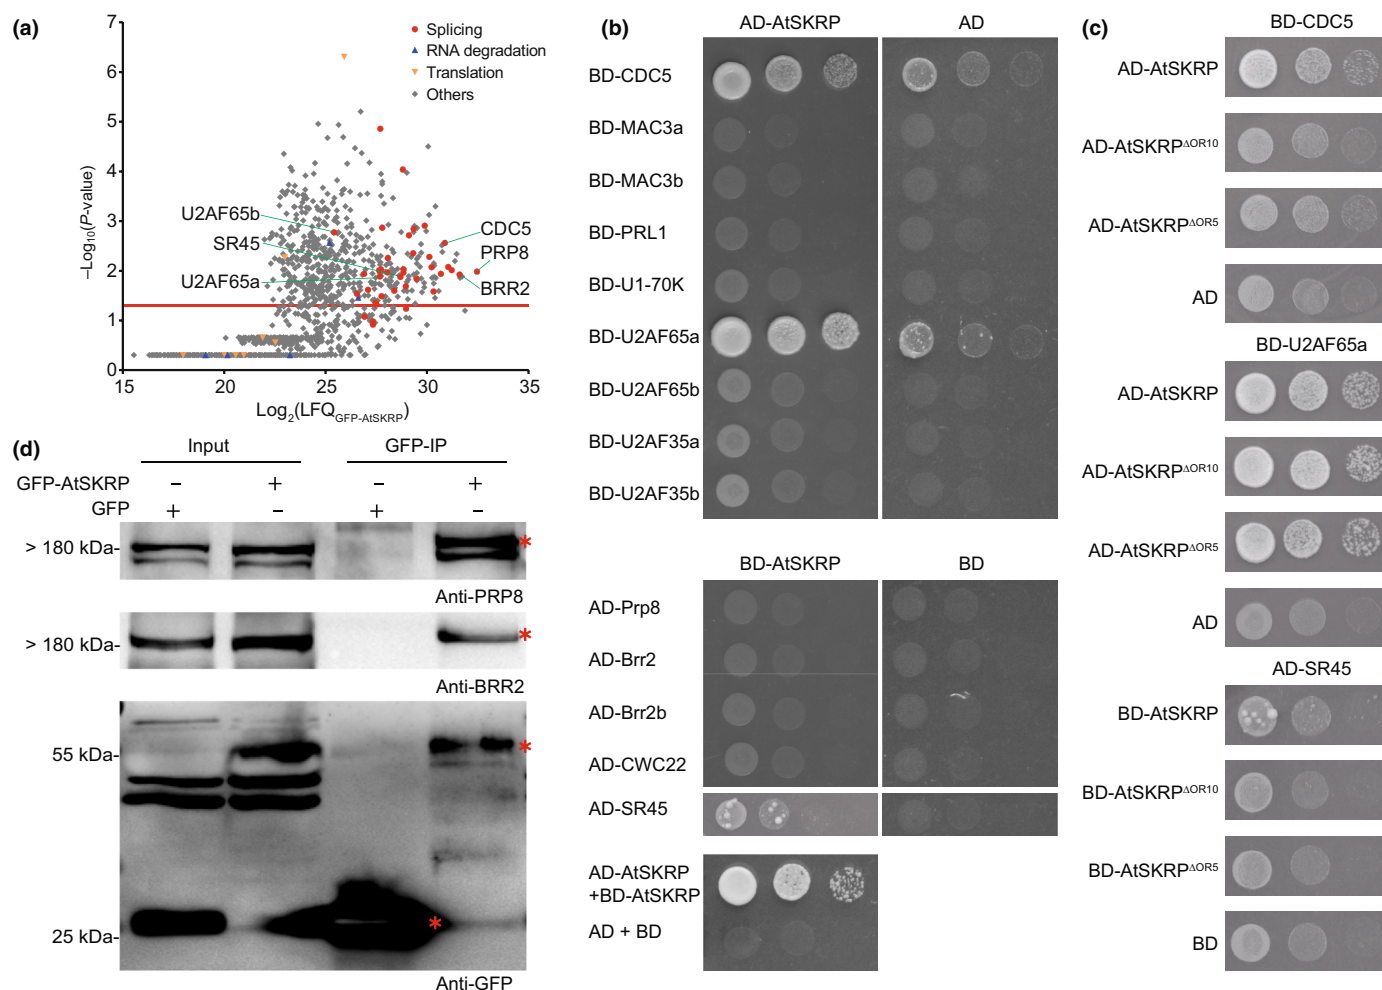 (a)
7
6
5
4
3
2
1
0
–Log10(P-value)
Splicing
RNA degradation
Translation
Others
U2AF65b
SR45
U2AF65a
CDC5
PRP8
BRR2
15 20 25 30 35
Log2(LFQGFP-AtSKRP)
(b)
AD-AtSKRP AD
BD-CDC5
BD-MAC3a
BD-MAC3b
BD-PRL1
BD-U1-70K
BD-U2AF65a
BD-U2AF65b
BD-U2AF35a
BD-U2AF35b
BD-AtSKRP BD
AD-Prp8
AD-Brr2
AD-Brr2b
AD-CWC22
AD-SR45
AD-AtSKRP
+BD-AtSKRP
AD + BD
(c)
BD-CDC5
AD-AtSKRP
AD-AtSKRPΔOR10
AD-AtSKRPΔOR5
AD
BD-U2AF65a
AD-AtSKRP
AD-AtSKRPΔOR10
AD-AtSKRPΔOR5
AD
AD-SR45
BD-AtSKRP
BD-AtSKRPΔOR10
BD-AtSKRPΔOR5
BD
(d)
Input GFP-IP
GFP-AtSKRP – + – +
GFP + – + –
> 180 kDa- *
Anti-PRP8
> 180 kDa- *
Anti-BRR2
55 kDa- *
25 kDa- *
Anti-GFP